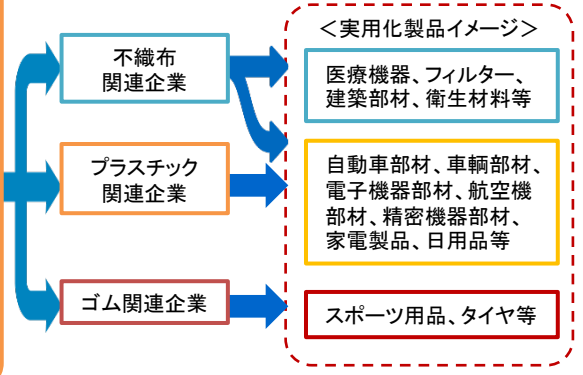 ＜実用化製品イメージ＞
不織布
関連企業
医療機器、フィルター、
建築部材、衛生材料等
プラスチック
関連企業
自動車部材、車輌部材、
電子機器部材、航空機
部材、精密機器部材、
家電製品、日用品等
ゴム関連企業
スポーツ用品、タイヤ等